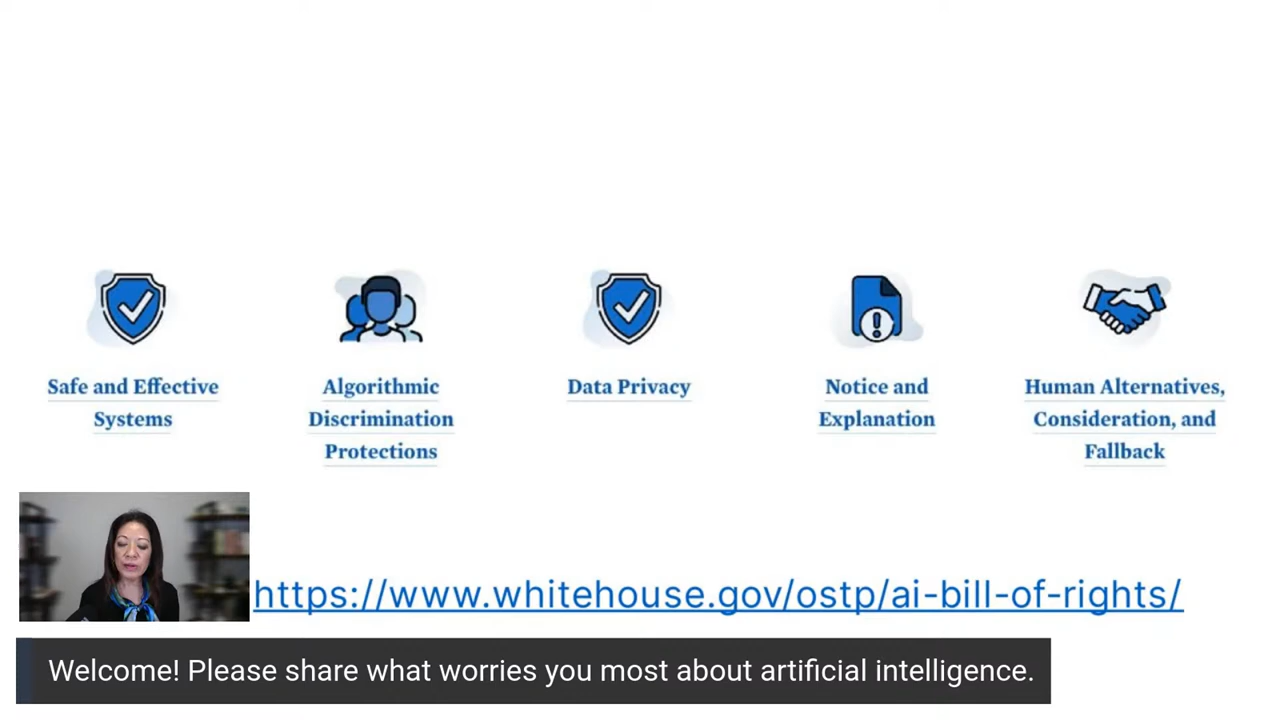 Safe and Effective
Systems
Algorithmic
Discrimination
Protections
Data Privacy
Notice and
Explanation
Human Alternatives,
Consideration, and
Fallback
https://www.whitehouse.gov/ostp/ai-bill-of-rights/
Welcome! Please share what worries you most about artificial intelligence.